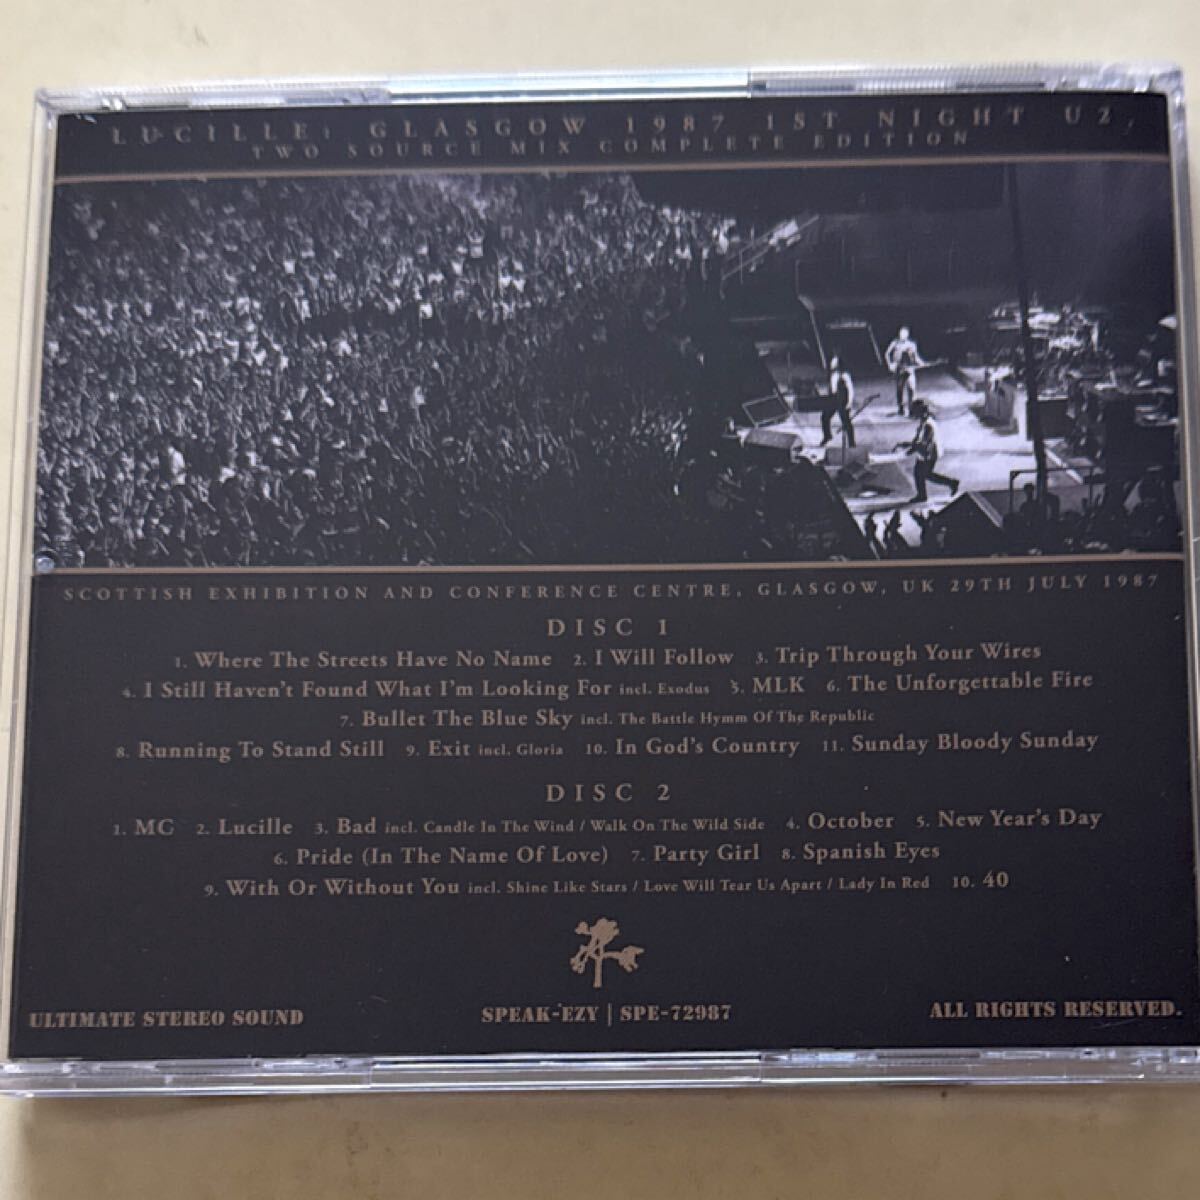 LUCILLE: GLASGOW 1987 1ST NIGHT U2,
TWO SOURCE MIX COMPLETE EDITION
SCOTTISH EXHIBITION AND CONFERENCE CENTRE, GLASGOW, UK 29TH JULY 1987
DISC 1
1. Where The Streets Have No Name 2. I Will Follow 3. Trip Through Your Wires
4. I Still Haven't Found What I'm Looking For incl. Exodus 5. MLK 6. The Unforgettable Fire
7. Bullet The Blue Sky incl. The Battle Hymm Of The Republic
8. Running To Stand Still 9. Exit incl. Gloria 10. In God's Country 11. Sunday Bloody Sunday
DISC 2
1. MC 2. Lucille 3. Bad incl. Candle In The Wind / Walk On The Wild Side 4. October 5. New Year's Day
6. Pride (In The Name Of Love) 7. Party Girl 8. Spanish Eyes
9. With Or Without You incl. Shine Like Stars / Love Will Tear Us Apart / Lady In Red 10. 40
ULTIMATE STEREO SOUND
SPEAK-EZY | SPE-72987
ALL RIGHTS RESERVED.